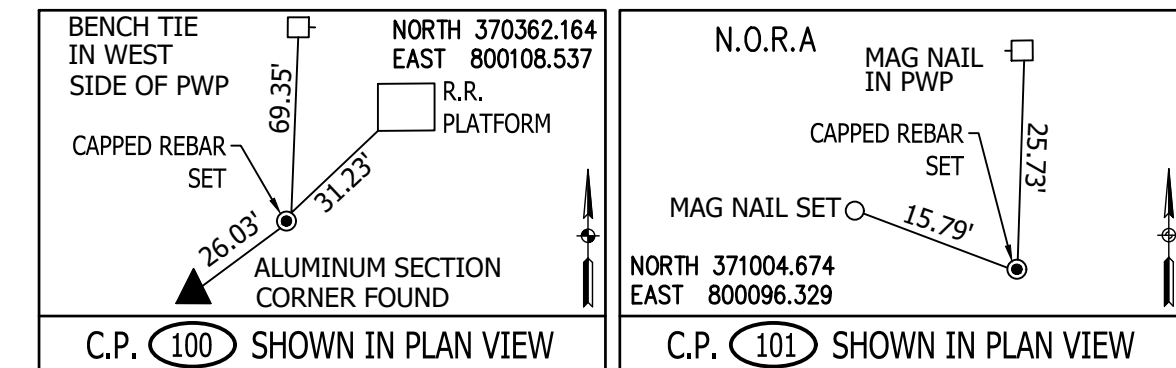 BENCH TIE
IN WEST
SIDE OF PWP
NORTH 370362.164
EAST 800108.537
69.35'
R.R.
PLATFORM
CAPPED REBAR
SET
31.23'
26.03'
ALUMINUM SECTION
CORNER FOUND
C.P. 100 SHOWN IN PLAN VIEW
N.O.R.A
MAG NAIL
IN PWP
CAPPED REBAR
SET
25.73'
MAG NAIL SET
15.79'
NORTH 371004.674
EAST 800096.329
C.P. 101 SHOWN IN PLAN VIEW